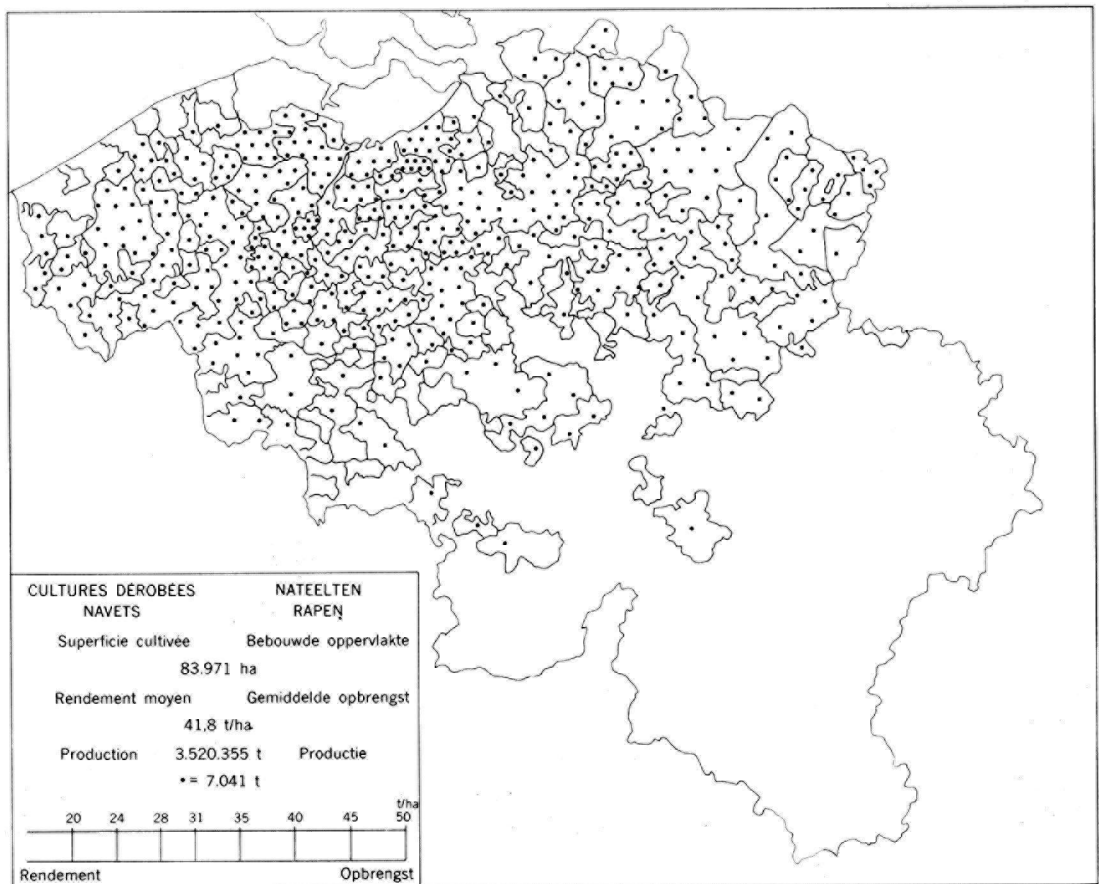 CULTURES DÉROBÉES NATEELTEN
NAVETS RAPEN
Superficie cultivée Bebouwde oppervlakte
83.971 ha
Rendement moyen Gemiddelde opbrengst
41,8 t/ha
Production 3.520.355 t Productie
•= 7.041 t
t/ha
20 24 28 31 35 40 45 50
Rendement Opbrengst